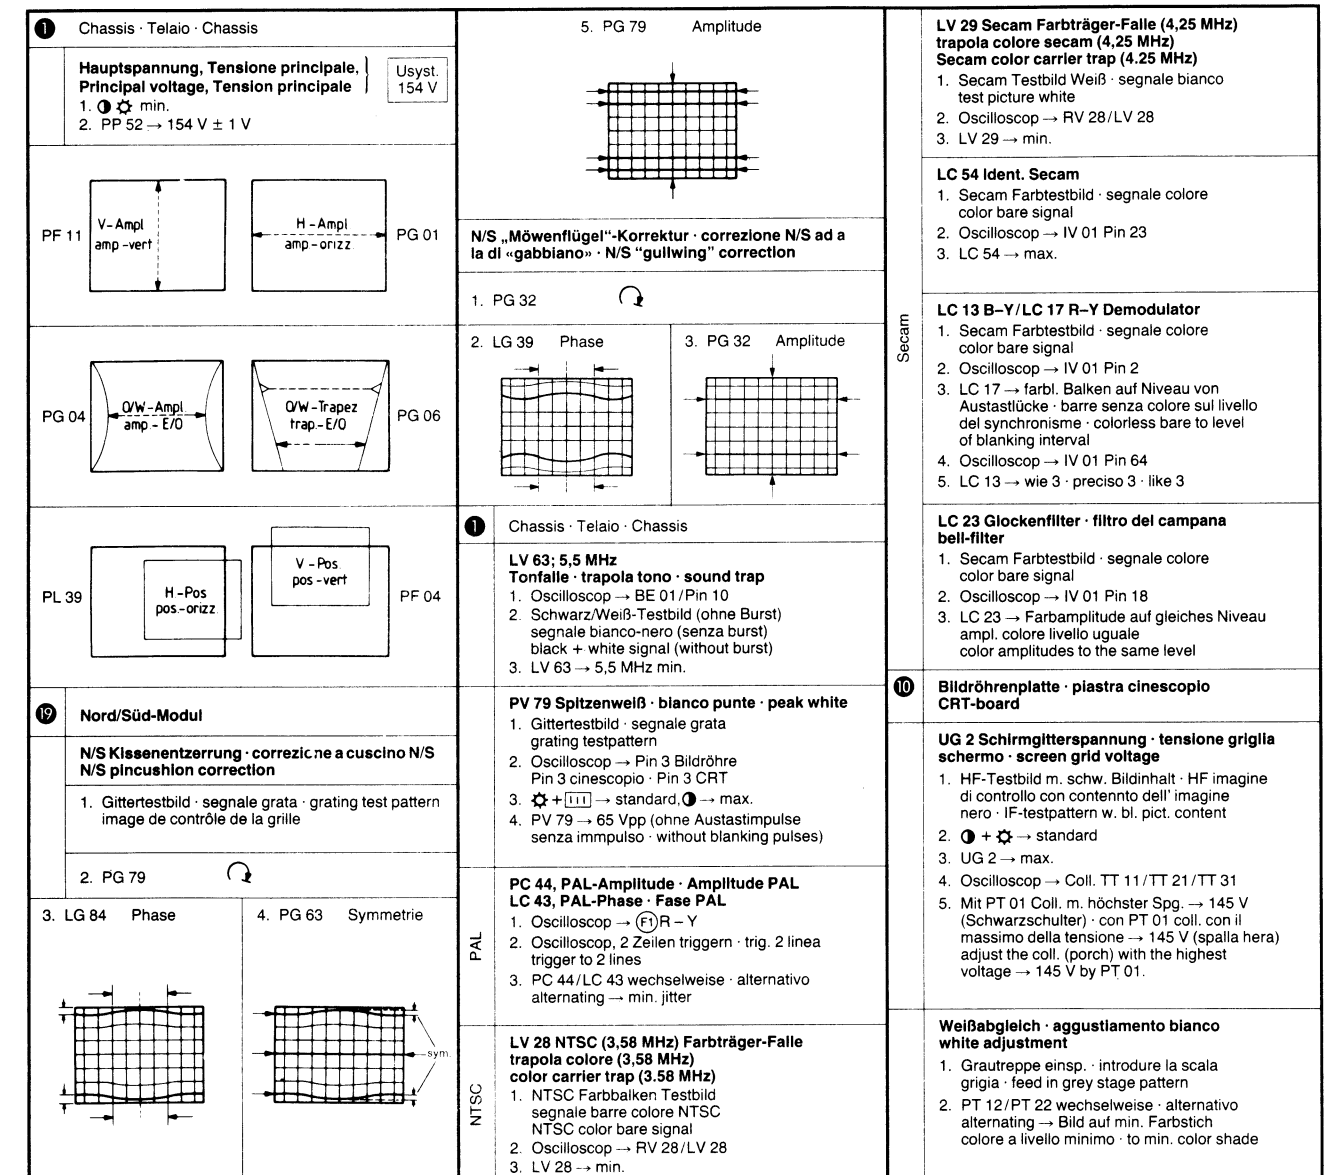 1 Chassis · Telaio · Chassis
Hauptspannung, Tensione principale,
Principal voltage, Tension principale
Usyst.
154 V
1. min.
2. PP 52 → 154 V ± 1 V
PF 11
V-Ampl
amp-vert
H-Ampl
amp-orizz.
PG 01
PG 04
O/W-Ampl.
amp.- E/O
O/W-Trapez
trap.- E/O
PG 06
PL 39
H-Pos
pos.-orizz.
V-Pos.
pos-vert
PF 04
19 Nord/Süd-Modul
N/S Kissenentzerrung · correzione a cuscino N/S
N/S pincushion correction
1. Gittertestbild · segnale grata · grating test pattern
image de contrôle de la grille
2. PG 79
3. LG 84 Phase
4. PG 63 Symmetrie
sym.
5. PG 79 Amplitude
N/S „Möwenflügel“-Korrektur · correzione N/S ad a
la di «gabbiano» · N/S “gullwing” correction
1. PG 32
2. LG 39 Phase
3. PG 32 Amplitude
1 Chassis · Telaio · Chassis
LV 63; 5,5 MHz
Tonfalle · trapola tono · sound trap
1. Oscilloscop → BE 01/Pin 10
2. Schwarz/Weiß-Testbild (ohne Burst)
segnale bianco-nero (senza burst)
black + white signal (without burst)
3. LV 63 → 5,5 MHz min.
PV 79 Spitzenweiß · bianco punte · peak white
1. Gittertestbild · segnale grata
grating testpattern
2. Oscilloscop → Pin 3 Bildröhre
Pin 3 cinescopio · Pin 3 CRT
3. + → standard, → max.
4. PV 79 → 65 Vpp (ohne Austastimpulse
senza immpulso · without blanking pulses)
PAL
PC 44, PAL-Amplitude · Amplitude PAL
LC 43, PAL-Phase · Fase PAL
1. Oscilloscop → F1 R – Y
2. Oscilloscop, 2 Zeilen triggern · trig. 2 linea
trigger to 2 lines
3. PC 44/LC 43 wechselweise · alternativo
alternating → min. jitter
NTSC
LV 28 NTSC (3,58 MHz) Farbträger-Falle
trapola colore (3,58 MHz)
color carrier trap (3.58 MHz)
1. NTSC Farbbalken Testbild
segnale barre colore NTSC
NTSC color bare signal
2. Oscilloscop → RV 28/LV 28
3. LV 28 → min.
Secam
LV 29 Secam Farbträger-Falle (4,25 MHz)
trapola colore secam (4,25 MHz)
Secam color carrier trap (4.25 MHz)
1. Secam Testbild Weiß · segnale bianco
test picture white
2. Oscilloscop → RV 28/LV 28
3. LV 29 → min.
LC 54 Ident. Secam
1. Secam Farbtestbild · segnale colore
color bare signal
2. Oscilloscop → IV 01 Pin 23
3. LC 54 → max.
LC 13 B–Y/LC 17 R–Y Demodulator
1. Secam Farbtestbild · segnale colore
color bare signal
2. Oscilloscop → IV 01 Pin 2
3. LC 17 → farbl. Balken auf Niveau von
Austastlücke · barre senza colore sul livello
del synchronisme · colorless bare to level
of blanking interval
4. Oscilloscop → IV 01 Pin 64
5. LC 13 → wie 3 · preciso 3 · like 3
LC 23 Glockenfilter · filtro del campana
bell-filter
1. Secam Farbtestbild · segnale colore
color bare signal
2. Oscilloscop → IV 01 Pin 18
3. LC 23 → Farbamplitude auf gleiches Niveau
ampl. colore livello uguale
color amplitudes to the same level
10 Bildröhrenplatte · piastra cinescopio
CRT-board
UG 2 Schirmgitterspannung · tensione griglia
schermo · screen grid voltage
1. HF-Testbild m. schw. Bildinhalt · HF imagine
di controllo con contennto dell' imagine
nero · IF-testpattern w. bl. pict. content
2. + → standard
3. UG 2 → max.
4. Oscilloscop → Coll. TT 11/TT 21/TT 31
5. Mit PT 01 Coll. m. höchster Spg. → 145 V
(Schwarzschulter) · con PT 01 coll. con il
massimo della tensione → 145 V (spalla hera)
adjust the coll. (porch) with the highest
voltage → 145 V by PT 01.
Weißabgleich · aggustiamento bianco
white adjustment
1. Grautreppe einsp. · introdure la scala
grigia · feed in grey stage pattern
2. PT 12/PT 22 wechselweise · alternativo
alternating → Bild auf min. Farbstich
colore a livello minimo · to min. color shade